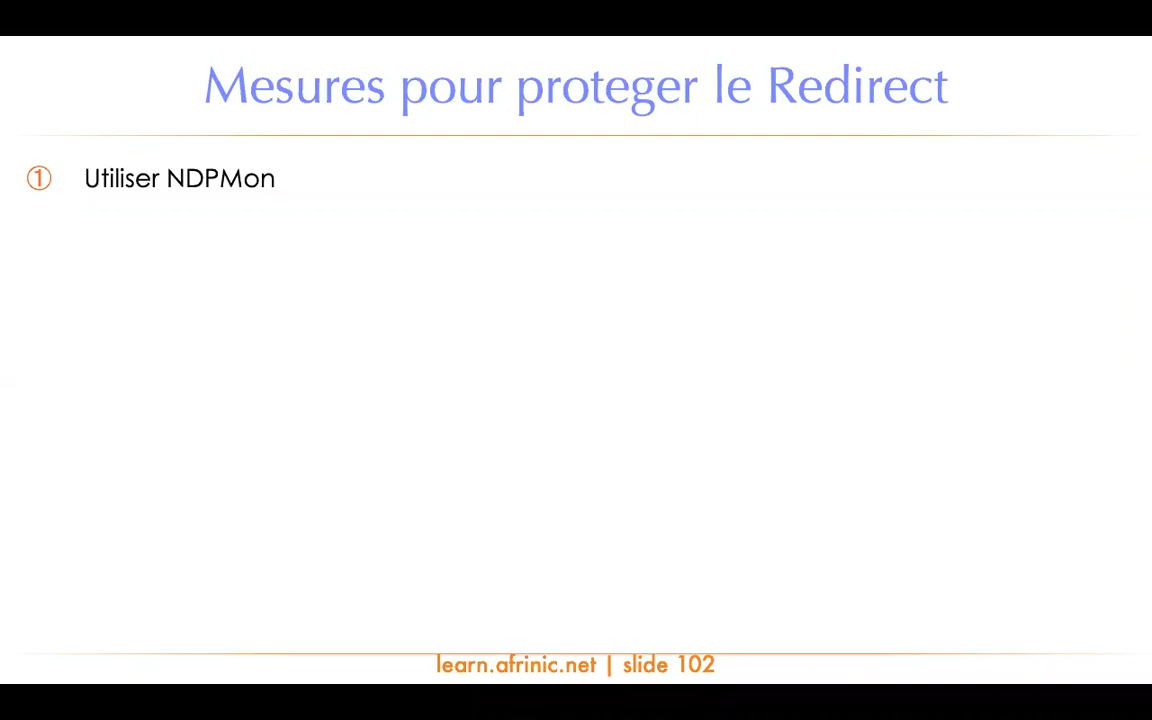 Mesures pour proteger le Redirect
① Utiliser NDPMon
learn.afrinic.net | slide 102